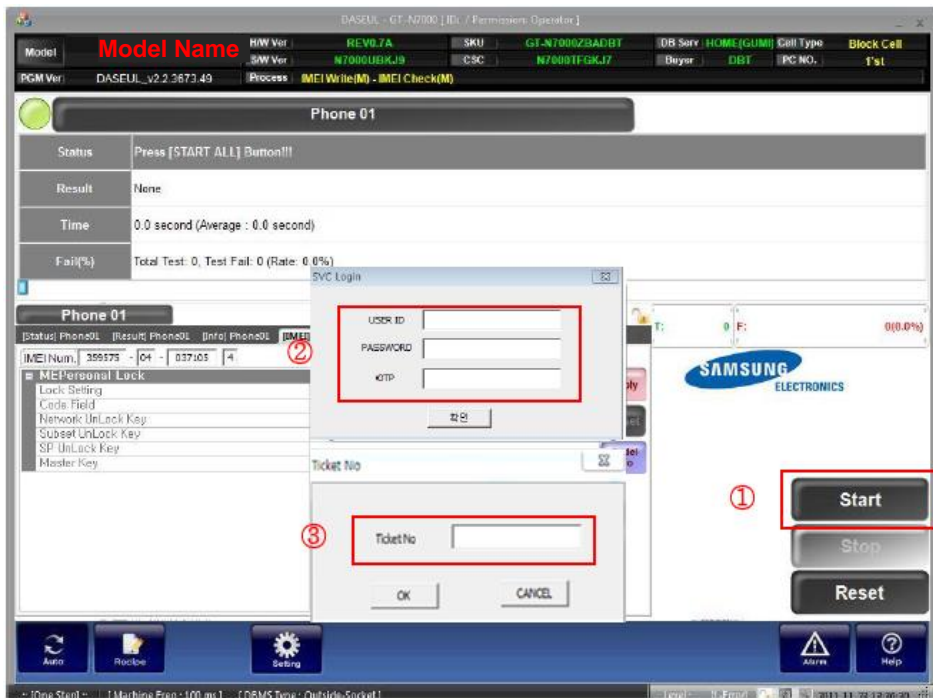 DASEUL - GT-N7000 [ IDs: / Permission: Operator ]
Model Model Name H/W Ver REV0.7A SKU GT-N7000ZBADBT DB Serv HOME(GUMI) Cell Type Block Cell
S/W Ver N7000UBKJ9 CSC N7000TFGKJ7 Buyer DBT PC NO. 1'st
PGM Ver DASEUL_v2.2.3673.49 Process IMEI Write(M) - IMEI Check(M)
Phone 01
Status Press [START ALL] Button!!!
Result None
Time 0.0 second (Average : 0.0 second)
Fail(%) Total Test: 0, Test Fail: 0 (Rate: 0.0%)
SVC Login
USER ID
PASSWORD
OTP
확인
②
Phone 01
[Status] Phone01 [Result] Phone01 [Info] Phone01
IMEI Num. 359575 - 04 - 037105 4
MEPersonal Lock
Lock Setting
Code Field
Network UnLock Key
Subset UnLock Key
SP UnLock Key
Master Key
T: 0 F: 0(0.0%)
SAMSUNG
ELECTRONICS
Ticket No
③
Ticket No
OK CANCEL
①
Start
Stop
Reset
Auto Recipe Setting Alarm Help
[One Step] [Machine Freq : 100 ms ] [ DBMS Type : Outside-Socket ]